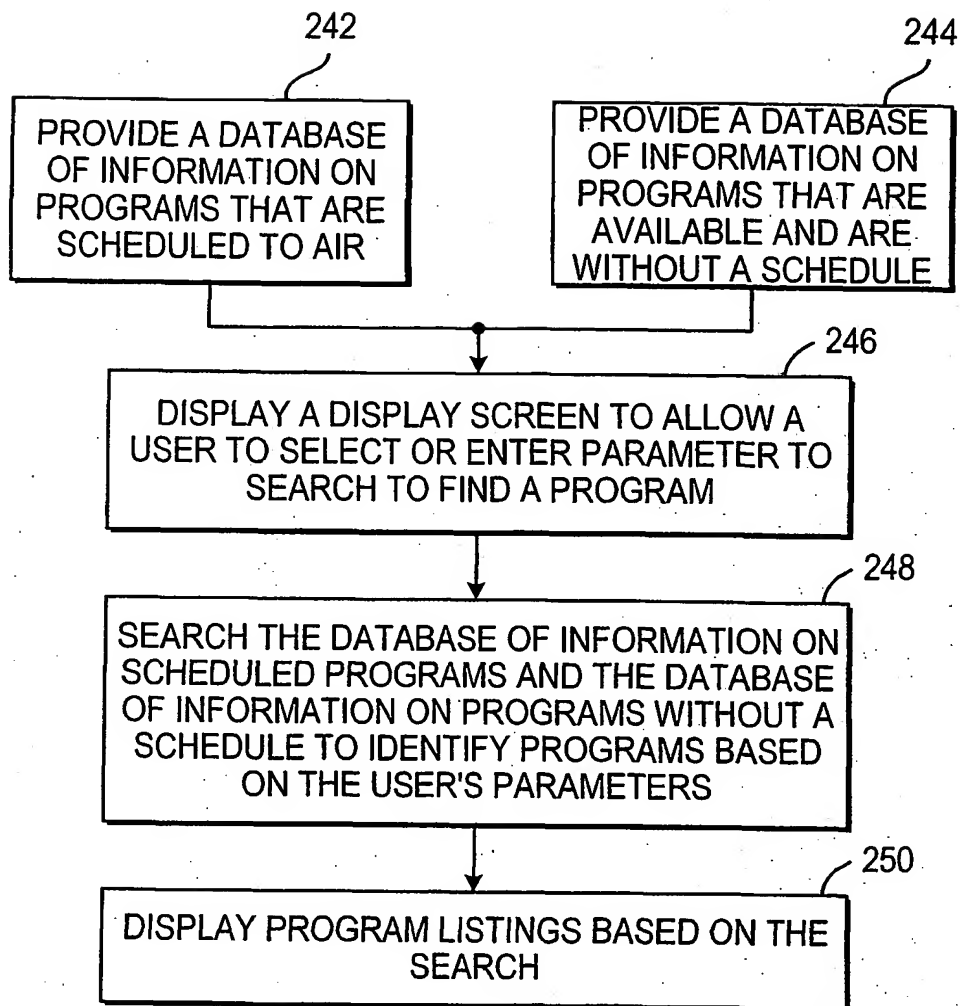 242
244
PROVIDE A DATABASE
OF INFORMATION ON
PROGRAMS THAT ARE
SCHEDULED TO AIR
PROVIDE A DATABASE
OF INFORMATION ON
PROGRAMS THAT ARE
AVAILABLE AND ARE
WITHOUT A SCHEDULE
246
DISPLAY A DISPLAY SCREEN TO ALLOW A
USER TO SELECT OR ENTER PARAMETER TO
SEARCH TO FIND A PROGRAM
248
SEARCH THE DATABASE OF INFORMATION ON
SCHEDULED PROGRAMS AND THE DATABASE
OF INFORMATION ON PROGRAMS WITHOUT A
SCHEDULE TO IDENTIFY PROGRAMS BASED
ON THE USER'S PARAMETERS
250
DISPLAY PROGRAM LISTINGS BASED ON THE
SEARCH